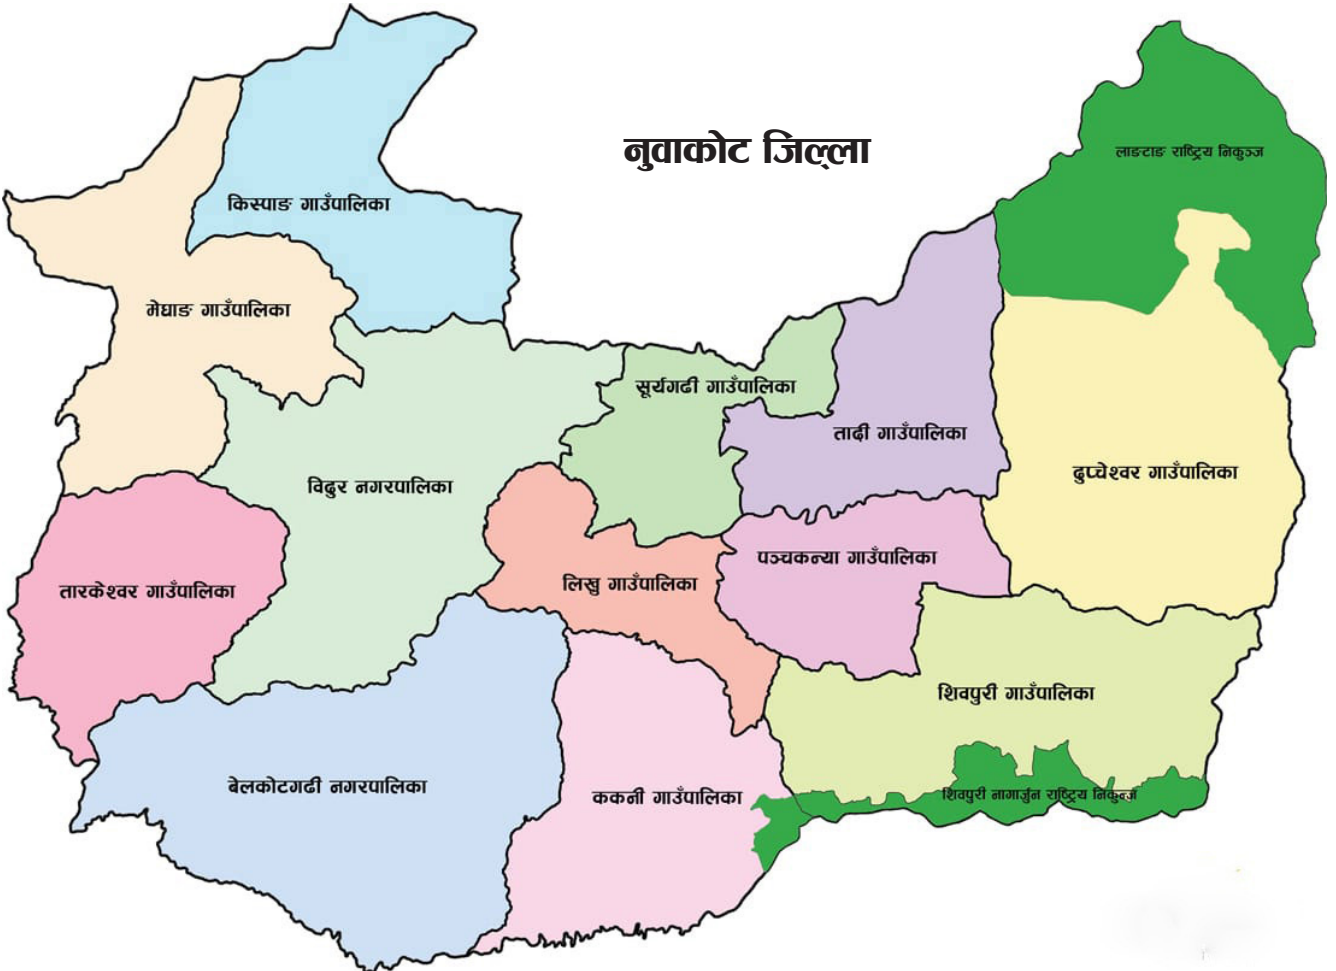 नुवाकोट जिल्ला
लाङटाङ राष्ट्रिय निकुञ्ज
किस्पाङ गाउँपालिका
मेघाङ गाउँपालिका
सूर्यगढी गाउँपालिका
तादी गाउँपालिका
दुप्चेश्वर गाउँपालिका
विदुर नगरपालिका
पञ्चकन्या गाउँपालिका
लिखु गाउँपालिका
तारकेश्वर गाउँपालिका
शिवपुरी गाउँपालिका
बेलकोटगढी नगरपालिका
ककनी गाउँपालिका
शिवपुरी नागार्जुन राष्ट्रिय निकुन्ज